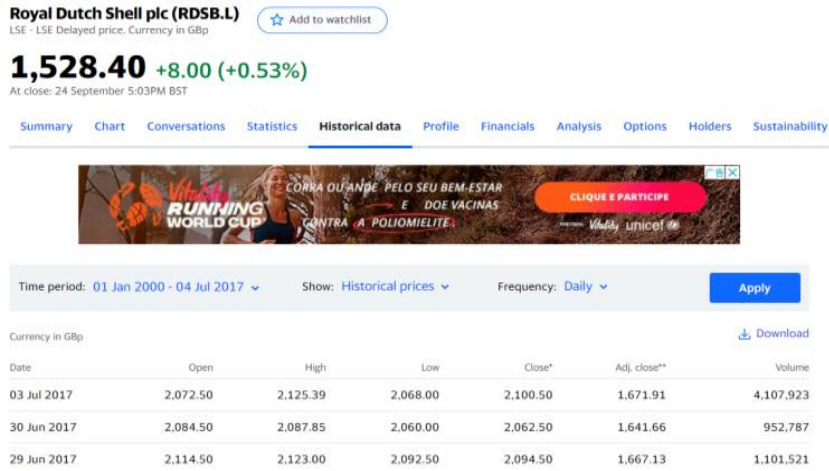 Royal Dutch Shell plc (RDSB.L)
Add to watchlist
LSE - LSE Delayed price. Currency in GBp
1,528.40 +8.00 (+0.53%)
At close: 24 September 5:03PM BST
Summary Chart Conversations Statistics Historical data Profile Financials Analysis Options Holders Sustainability
Vitality
RUNNING
WORLD CUP
CORRA OU ANDE PELO SEU BEM-ESTAR
E DOE VACINAS
CONTRA A POLIOMIELITE.
CLIQUE E PARTICIPE
Vitality unicef
广告
Time period: 01 Jan 2000 - 04 Jul 2017 Show: Historical prices Frequency: Daily Apply
Currency in GBp Download
Date Open High Low Close* Adj. close** Volume
03 Jul 2017 2,072.50 2,125.39 2,068.00 2,100.50 1,671.91 4,107,923
30 Jun 2017 2,084.50 2,087.85 2,060.00 2,062.50 1,641.66 952,787
29 Jun 2017 2,114.50 2,123.00 2,092.50 2,094.50 1,667.13 1,101,521